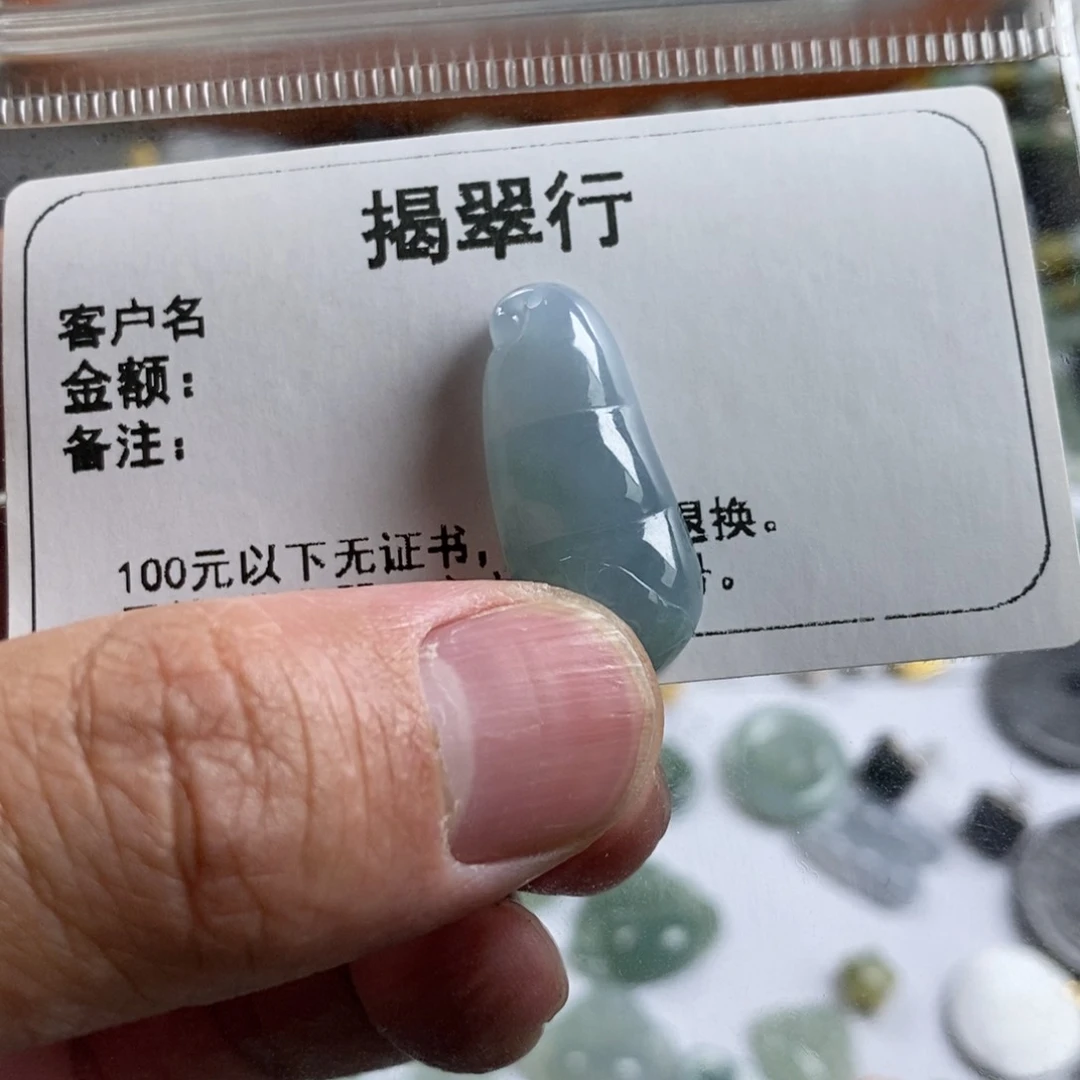 揭翠行
客户名
金额：
备注：
100元以下无证书，退换。
。